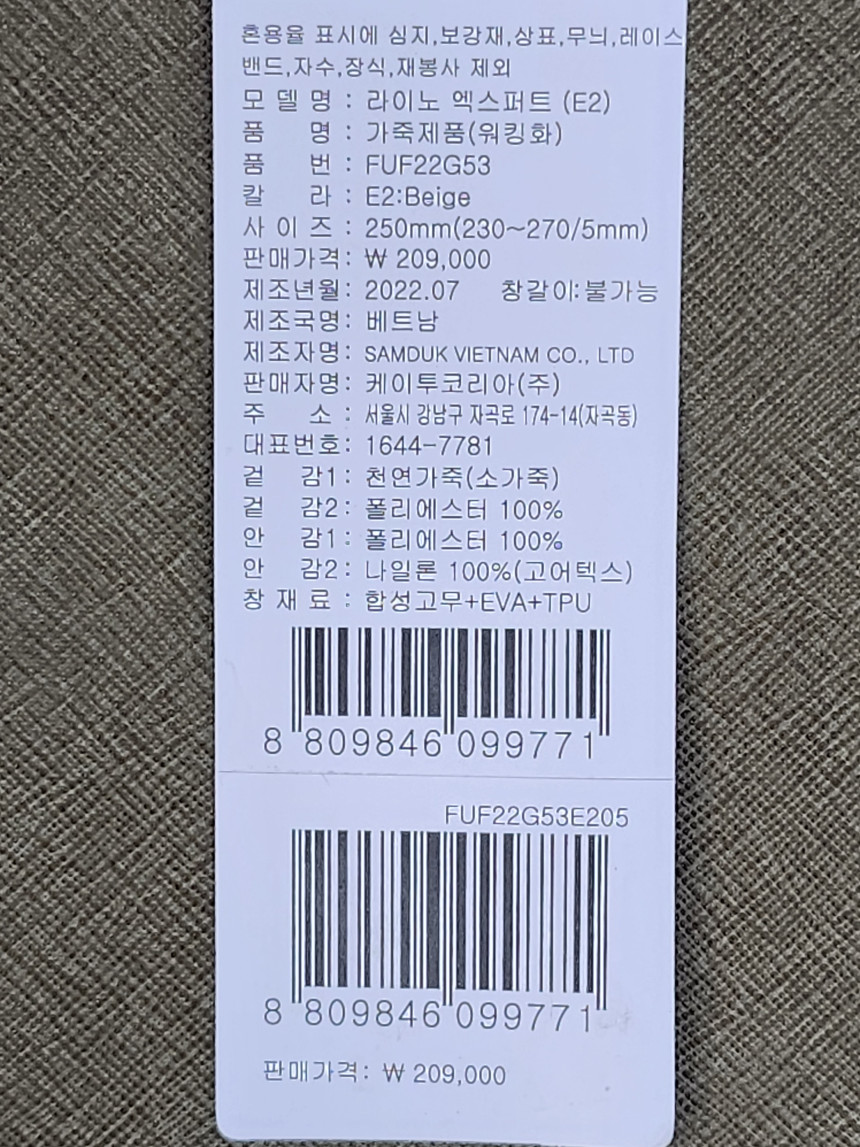 혼용율 표시에 심지,보강재,상표,무늬,레이스
밴드,자수,장식,재봉사 제외
모 델 명 : 라이노 엑스퍼트 (E2)
품 명 : 가죽제품(워킹화)
품 번 : FUF22G53
칼 라 : E2:Beige
사 이 즈 : 250mm(230~270/5mm)
판매가격: ₩ 209,000
제조년월: 2022.07 창갈이:불가능
제조국명: 베트남
제조자명: SAMDUK VIETNAM CO., LTD
판매자명: 케이투코리아(주)
주 소 : 서울시 강남구 자곡로 174-14(자곡동)
대표번호: 1644-7781
겉 감1: 천연가죽(소가죽)
겉 감2: 폴리에스터 100%
안 감1: 폴리에스터 100%
안 감2: 나일론 100%(고어텍스)
창 재 료 : 합성고무+EVA+TPU
8 809846 099771
FUF22G53E205
8 809846 099771
판매가격: ₩ 209,000